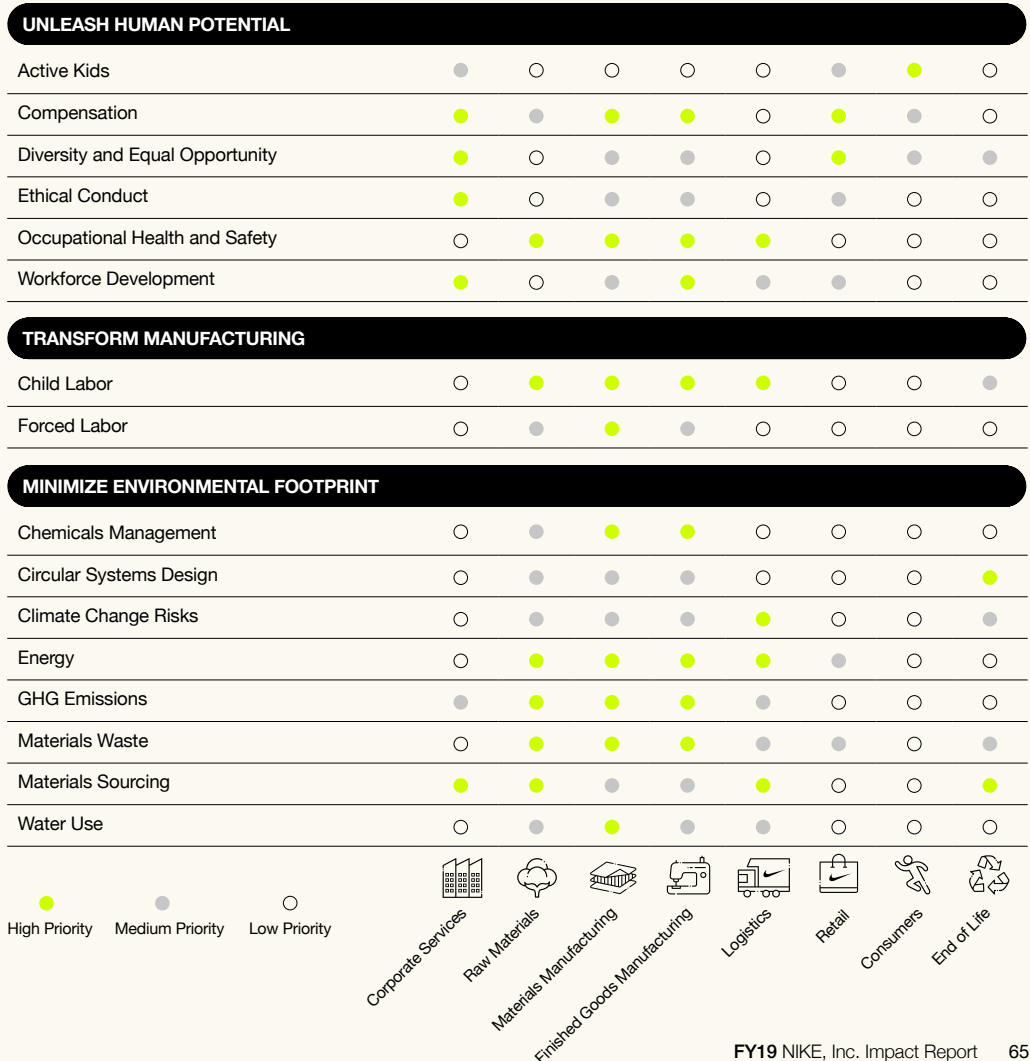 UNLEASH HUMAN POTENTIAL
Active Kids
Compensation
Diversity and Equal Opportunity
Ethical Conduct
Occupational Health and Safety
Workforce Development
TRANSFORM MANUFACTURING
Child Labor
Forced Labor
MINIMIZE ENVIRONMENTAL FOOTPRINT
Chemicals Management
Circular Systems Design
Climate Change Risks
Energy
GHG Emissions
Materials Waste
Materials Sourcing
Water Use
High Priority Medium Priority Low Priority
Corporate Services
Raw Materials
Materials Manufacturing
Finished Goods Manufacturing
Logistics
Retail
Consumers
End of Life
FY19 NIKE, Inc. Impact Report 65